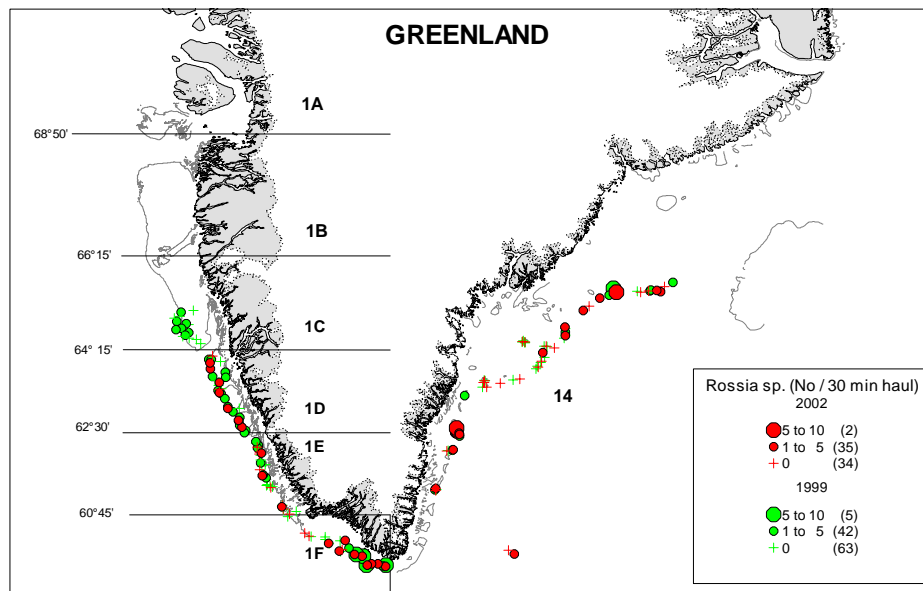 GREENLAND
1A
68°50'
1B
66°15'
1C
64° 15'
1D
14
62°30'
1E
60°45'
1F
Rossia sp. (No / 30 min haul)
2002
5 to 10 (2)
1 to 5 (35)
0 (34)
1999
5 to 10 (5)
1 to 5 (42)
0 (63)